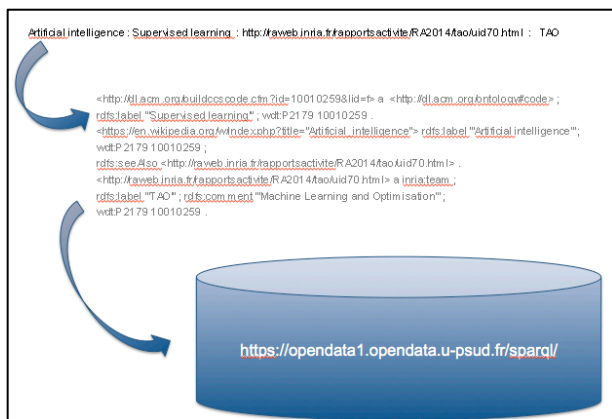 Artificial intelligence : Supervised learning : http://raweb.inria.fr/rapportsactivite/RA2014/tao/uid70.html : TAO
<http://dl.acm.org/buildccscode.cfm?id=10010259&lid=f> a <http://dl.acm.org/ontology#code> ;
rdfs:label "Supervised learning" ; wdt:P2179 10010259 .
<https://en.wikipedia.org/w/index.php?title="Artificial_intelligence"> rdfs:label "Artificial intelligence" ;
wdt:P2179 10010259 ;
rdfs:seeAlso <http://raweb.inria.fr/rapportsactivite/RA2014/tao/uid70.html> .
<http://raweb.inria.fr/rapportsactivite/RA2014/tao/uid70.html> a inria:team ;
rdfs:label "TAO" ; rdfs:comment "Machine Learning and Optimisation" ;
wdt:P2179 10010259 .
https://opendata1.opendata.u-psud.fr/sparql/